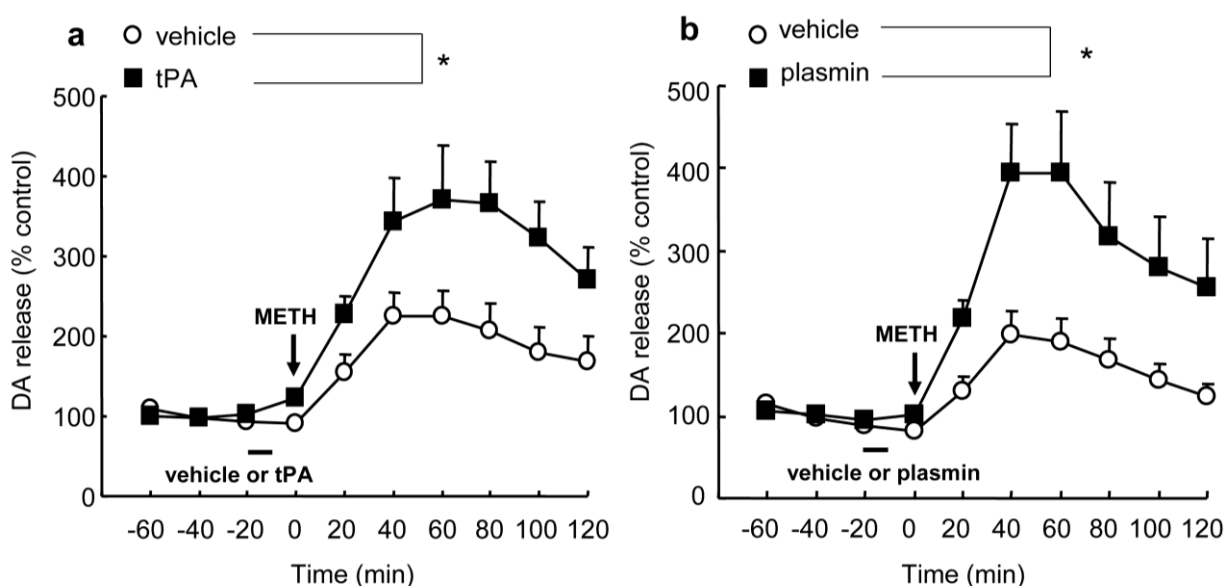 a
vehicle
tPA
*
500
400
300
200
100
0
DA release (% control)
METH
vehicle or tPA
-60 -40 -20 0 20 40 60 80 100 120
Time (min)
b
vehicle
plasmin
*
500
400
300
200
100
0
DA release (% control)
METH
vehicle or plasmin
-60 -40 -20 0 20 40 60 80 100 120
Time (min)